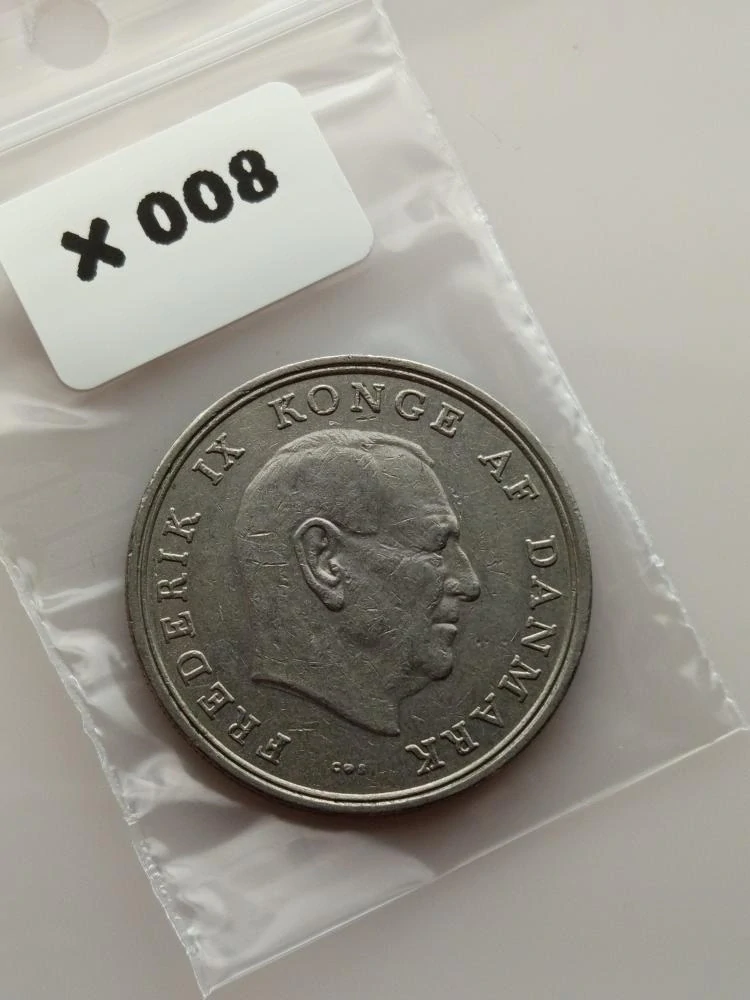 X 008
FREDERIK IX KONGE AF DANMARK